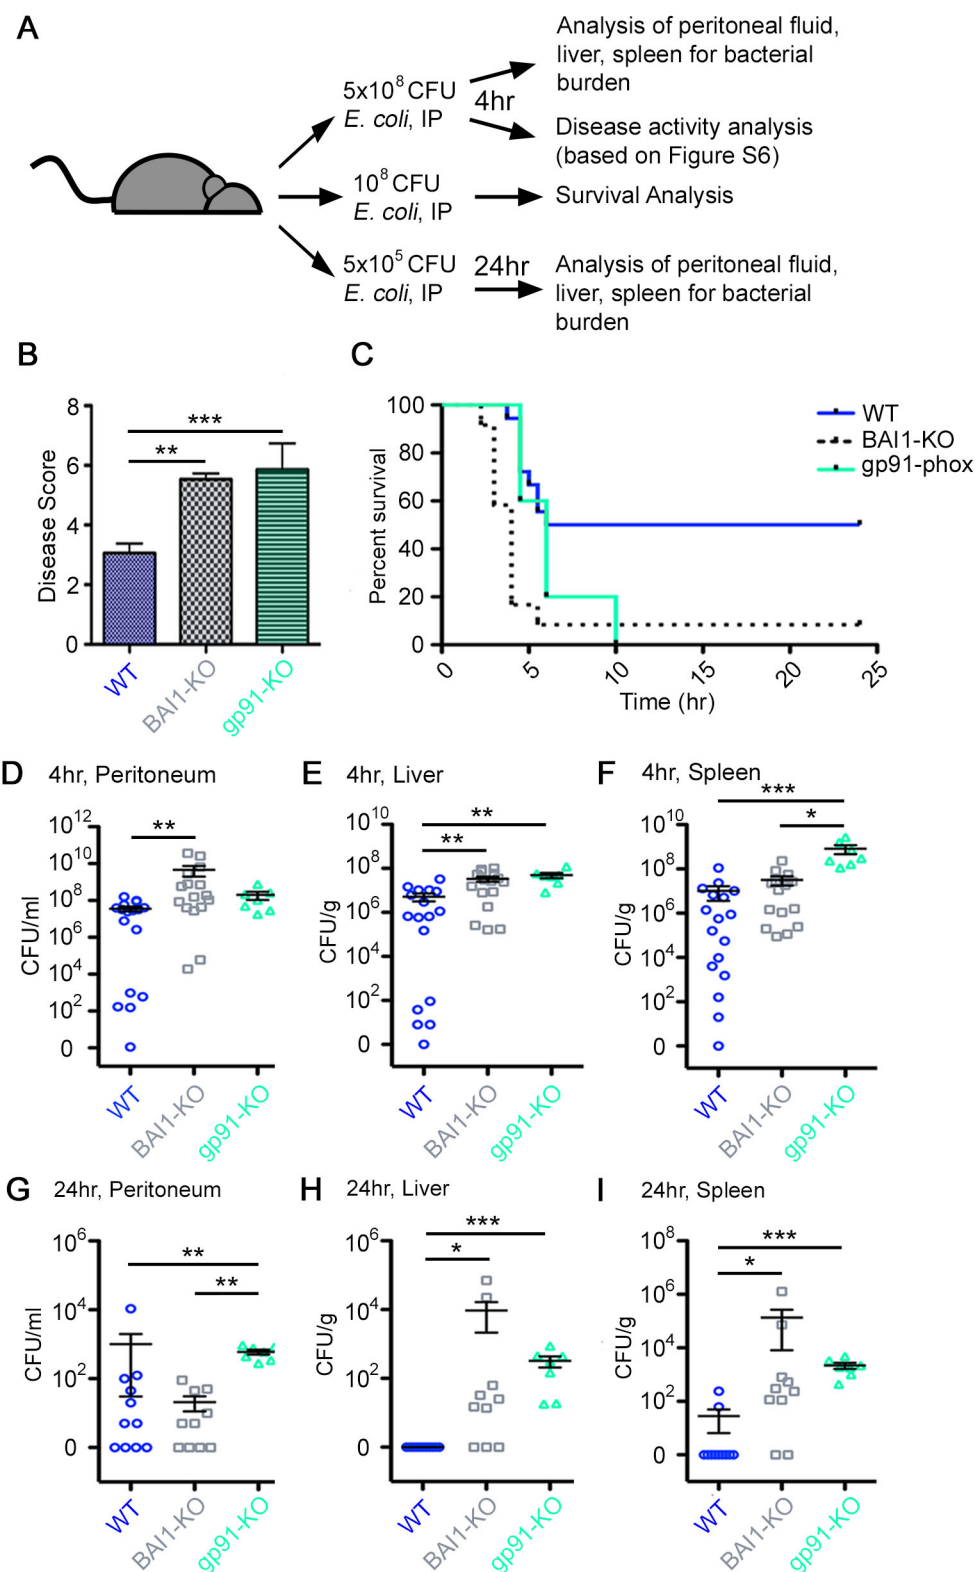 A
5x10⁸ CFU
E. coli, IP
4hr
Analysis of peritoneal fluid,
liver, spleen for bacterial
burden
Disease activity analysis
(based on Figure S6)
10⁸ CFU
E. coli, IP
Survival Analysis
5x10⁵ CFU
E. coli, IP
24hr
Analysis of peritoneal fluid,
liver, spleen for bacterial
burden
B
Disease Score
8
6
4
2
0
***
**
WT
BAI1-KO
gp91-KO
C
Percent survival
100
80
60
40
20
0
0
5
10
15
20
25
Time (hr)
WT
BAI1-KO
gp91-phox
D 4hr, Peritoneum
CFU/ml
10¹²
10¹⁰
10⁸
10⁶
10⁴
10²
0
**
WT
BAI1-KO
gp91-KO
E 4hr, Liver
CFU/g
10¹⁰
10⁸
10⁶
10⁴
10²
0
**
**
WT
BAI1-KO
gp91-KO
F 4hr, Spleen
CFU/g
10¹⁰
10⁸
10⁶
10⁴
10²
0
***
*
WT
BAI1-KO
gp91-KO
G 24hr, Peritoneum
CFU/ml
10⁶
10⁴
10²
0
**
**
WT
BAI1-KO
gp91-KO
H 24hr, Liver
CFU/g
10⁶
10⁴
10²
0
***
*
WT
BAI1-KO
gp91-KO
I 24hr, Spleen
CFU/g
10⁸
10⁶
10⁴
10²
0
***
*
WT
BAI1-KO
gp91-KO